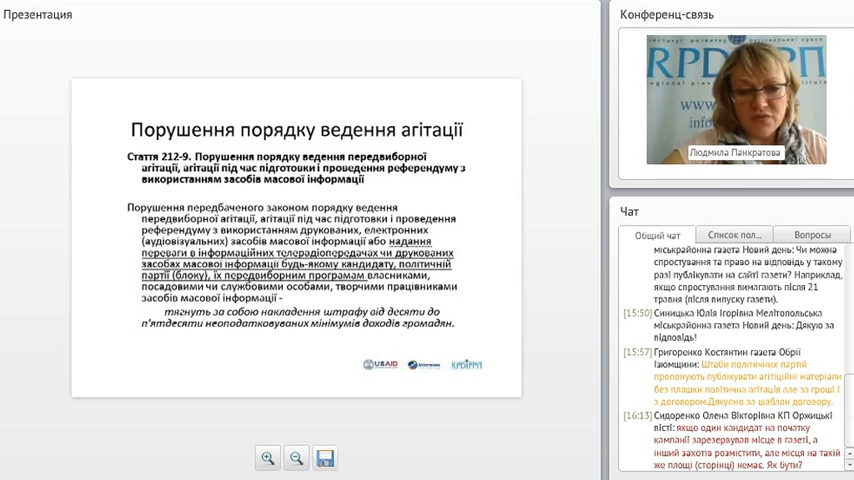 Презентация
Порушення порядку ведення агітації
Стаття 212-9. Порушення порядку ведення передвиборної
агітації, агітації під час підготовки і проведення референдуму з
використанням засобів масової інформації
Порушення передбаченого законом порядку ведення
передвиборної агітації, агітації під час підготовки і проведення
референдуму з використанням друкованих, електронних
(аудіовізуальних) засобів масової інформації або надання
переваги в інформаційних телерадіопередачах чи друкованих
засобах масової інформації будь-якому кандидату, політичній
партії (блоку), їх передвиборним програмам власниками,
посадовими чи службовими особами, творчими працівниками
засобів масової інформації -
тягнуть за собою накладення штрафу від десяти до
п'ятдесяти неоподатковуваних мінімумів доходів громадян.
USAID
Internews
Конференц-связь
www
info
Людмила Панкратова
Чат
Общий чат
Список пол...
Вопросы
міськрайонна газета Новий день: Чи можна
спростування та право на відповідь у такому
разі публікувати на сайті газети? Наприклад,
якщо спростування вимагають після 21
травня (після випуску газети).
[15:50] Синицька Юлія Ігорівна Мелітопольська
міськрайонна газета Новий день: Дякую за
відповідь!
[15:57] Григоренко Костянтин газета Обрії
Ізюмщини: Штаби політичних партій
пропонують публікувати агітіційні матеріали
без плашки політична агітація але за гроші і
з договором.Дякуємо за шаблон договору.
[16:13] Сидоренко Олена Вікторівна КП Оржицькі
вісті: якщо один кандидат на початку
кампанії зарезервував місце в газеті, а
інший захотів розмістити, але місця на такій
же площі (сторінці) немає. Як бути?